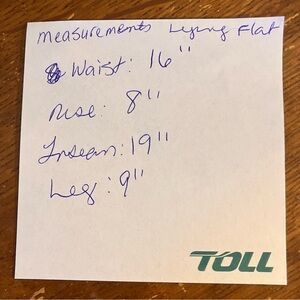 measurements Lying Flat
Waist: 16"
Rise: 8"
Inseam: 19"
Leg: 9"
TOLL